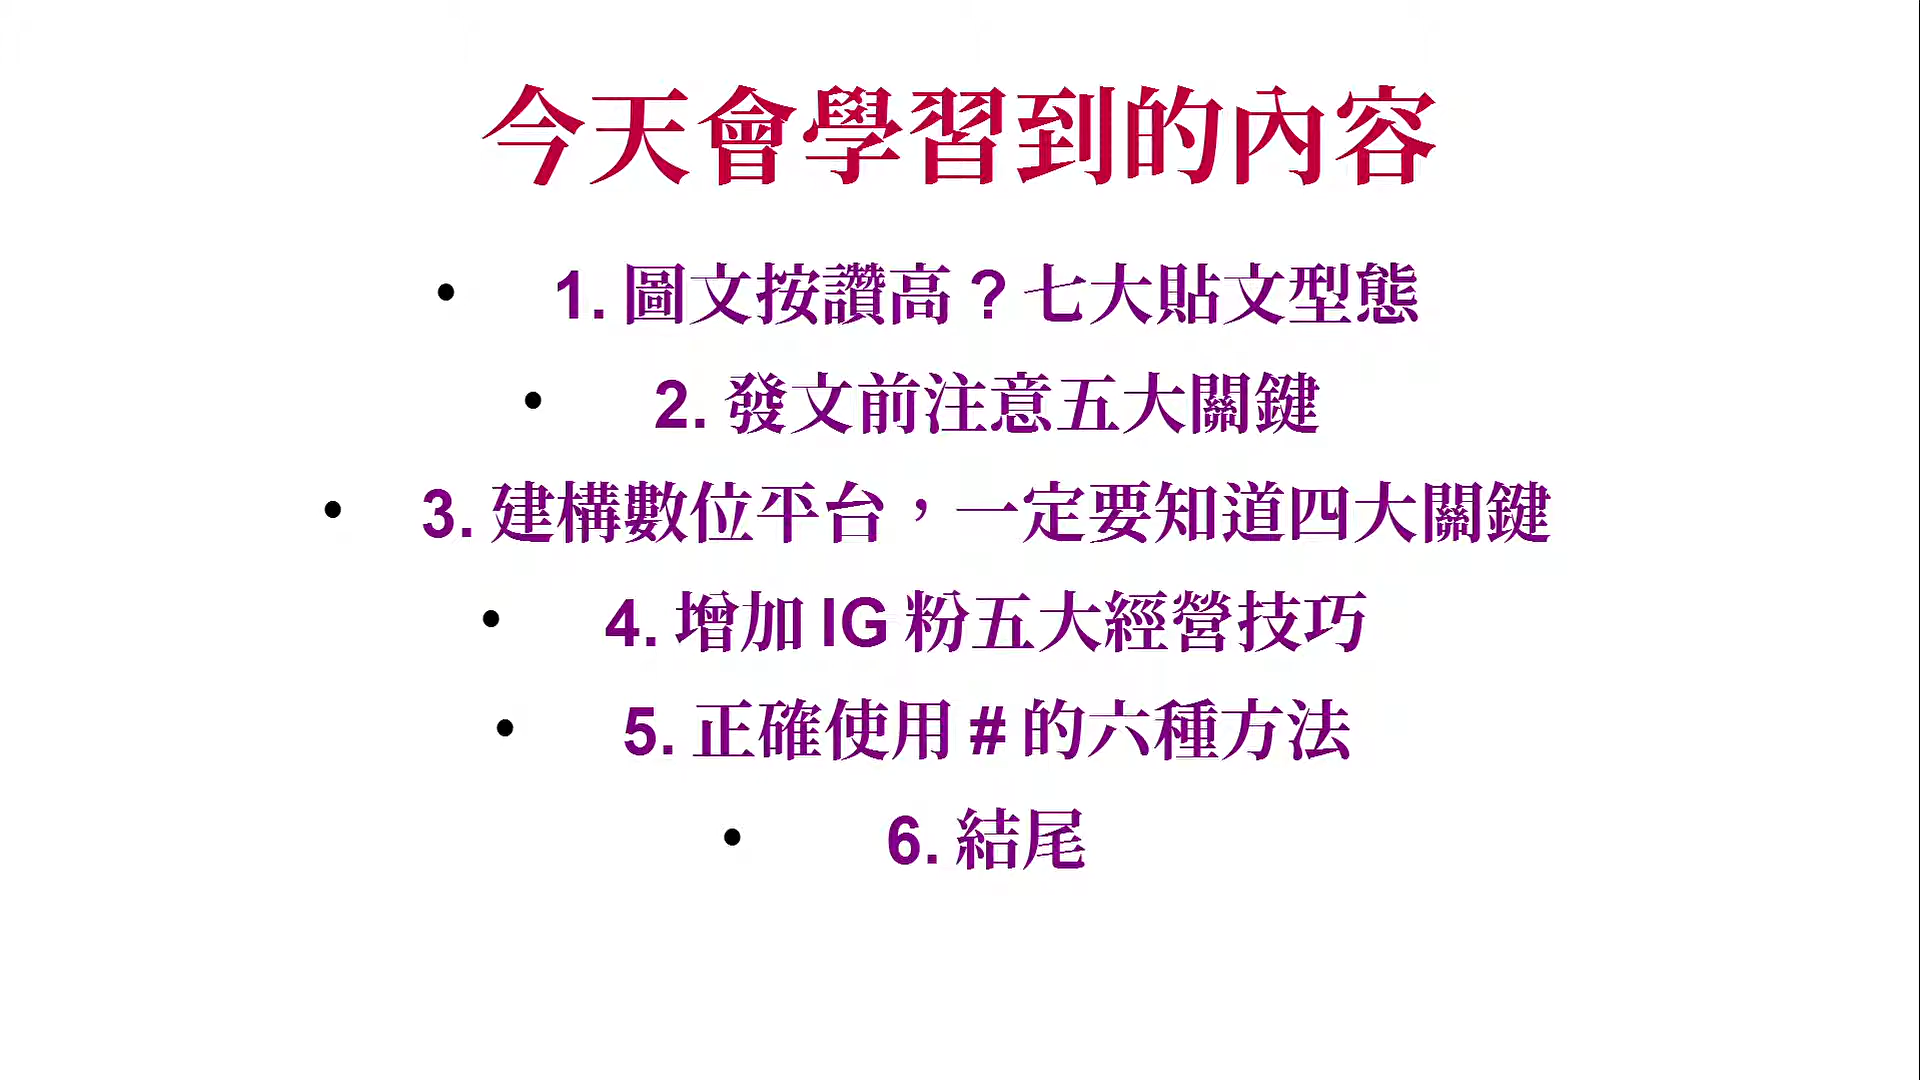 今天會學習到的內容
• 1. 圖文按讚高？七大貼文型態
• 2. 發文前注意五大關鍵
• 3. 建構數位平台，一定要知道四大關鍵
• 4. 增加 IG 粉五大經營技巧
• 5. 正確使用 # 的六種方法
• 6. 結尾